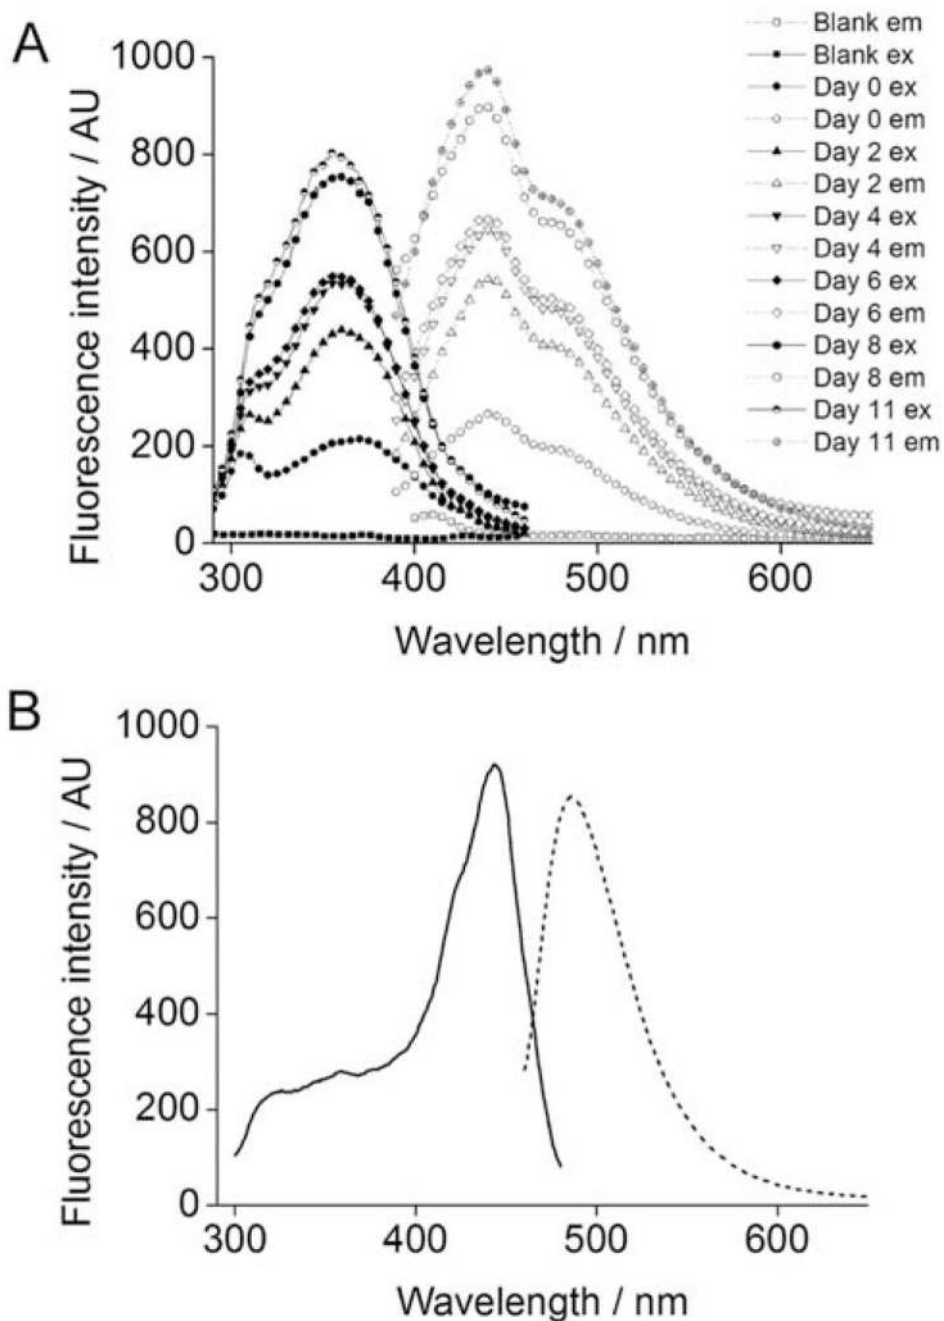 A
Fluorescence intensity / AU
1000
800
600
400
200
0
300 400 500 600
Wavelength / nm
Blank em
Blank ex
Day 0 ex
Day 0 em
Day 2 ex
Day 2 em
Day 4 ex
Day 4 em
Day 6 ex
Day 6 em
Day 8 ex
Day 8 em
Day 11 ex
Day 11 em
B
Fluorescence intensity / AU
1000
800
600
400
200
0
300 400 500 600
Wavelength / nm